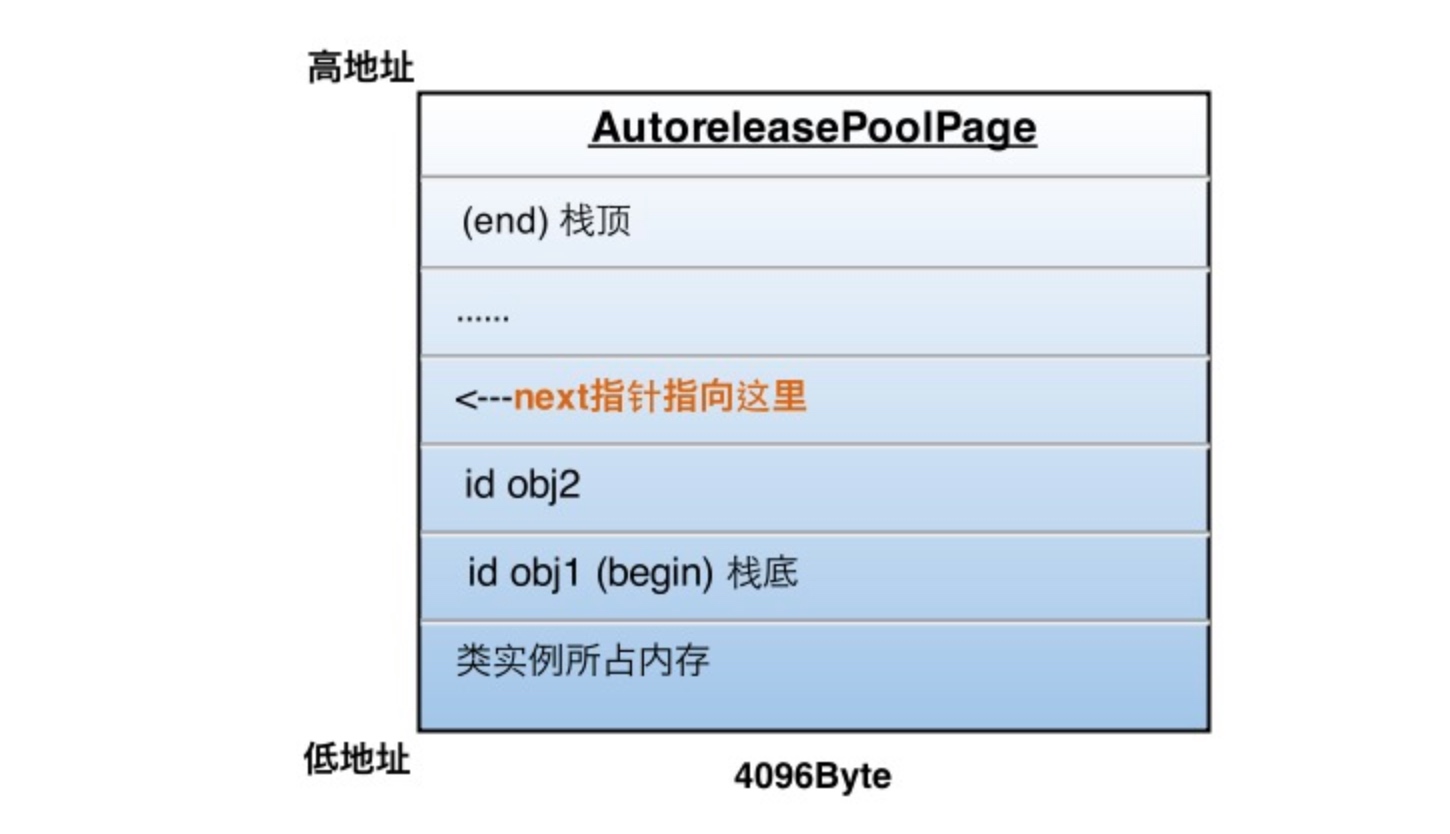 高地址
AutoreleasePoolPage
(end) 栈顶
......
<---next指针指向这里
id obj2
id obj1 (begin) 栈底
类实例所占内存
低地址
4096Byte